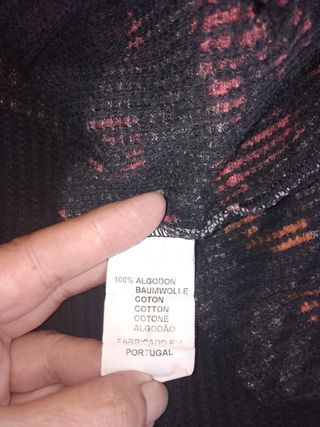 100% ALGODON
BAUMWOLLE
COTON
COTTON
COTONE
ALGODÃO
FABRICADO EM
PORTUGAL